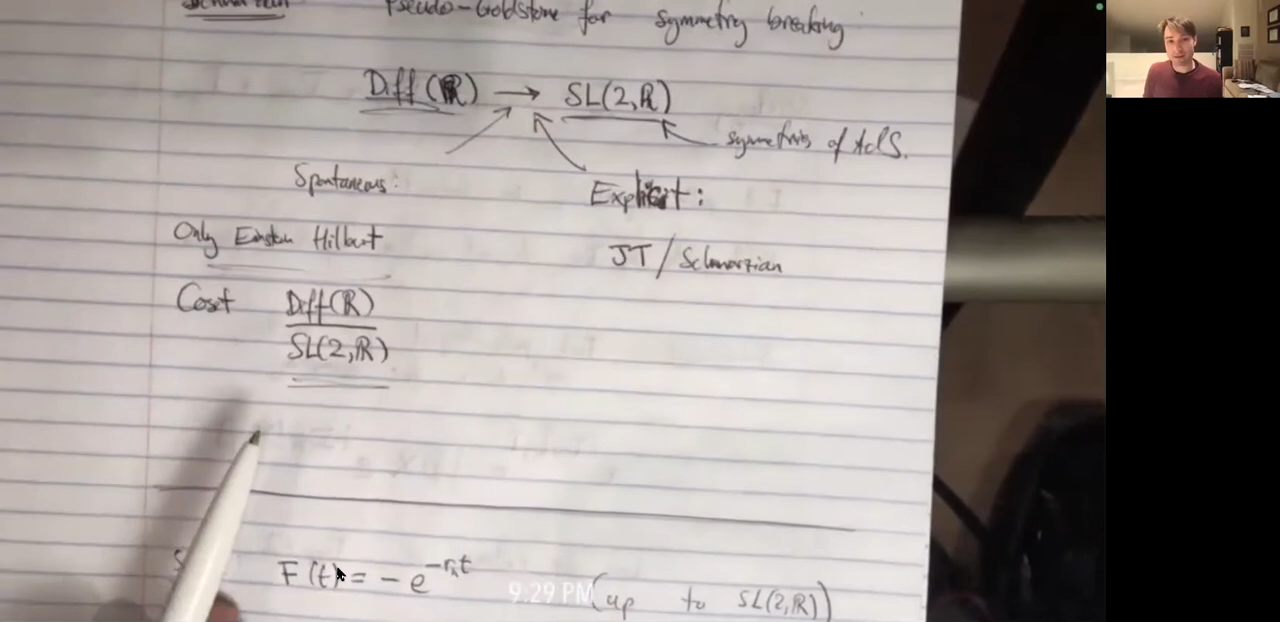 Pseudo-Goldstone for symmetry breaking
Diff(ℝ) → SL(2,ℝ)
symmetries of AdS.
Spontaneous:
Explicit:
Only Einstein Hilbert
JT/Schwarzian
Coset Diff(ℝ)
SL(2,ℝ)
F(t) = - e^{-r_h t}
(up to SL(2,ℝ))
9:29 PM